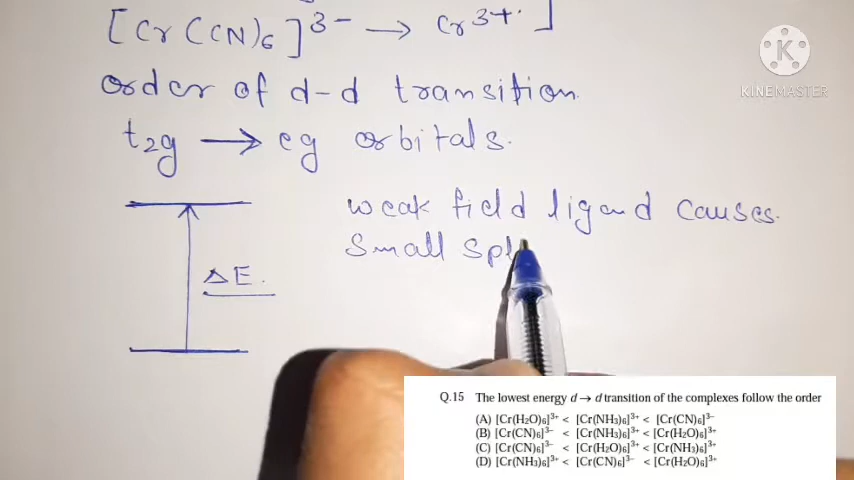 [Cr(CN)6]3- → Cr3+.]
KINEMASTER
order of d-d transition
t2g → eg orbitals.
weak field ligand causes.
Small spl
ΔE.
Q.15 The lowest energy d → d transition of the complexes follow the order
(A) [Cr(H2O)6]3+ < [Cr(NH3)6]3+ < [Cr(CN)6]3-
(B) [Cr(CN)6]3- < [Cr(NH3)6]3+ < [Cr(H2O)6]3+
(C) [Cr(CN)6]3- < [Cr(H2O)6]3+ < [Cr(NH3)6]3+
(D) [Cr(NH3)6]3+ < [Cr(CN)6]3- < [Cr(H2O)6]3+